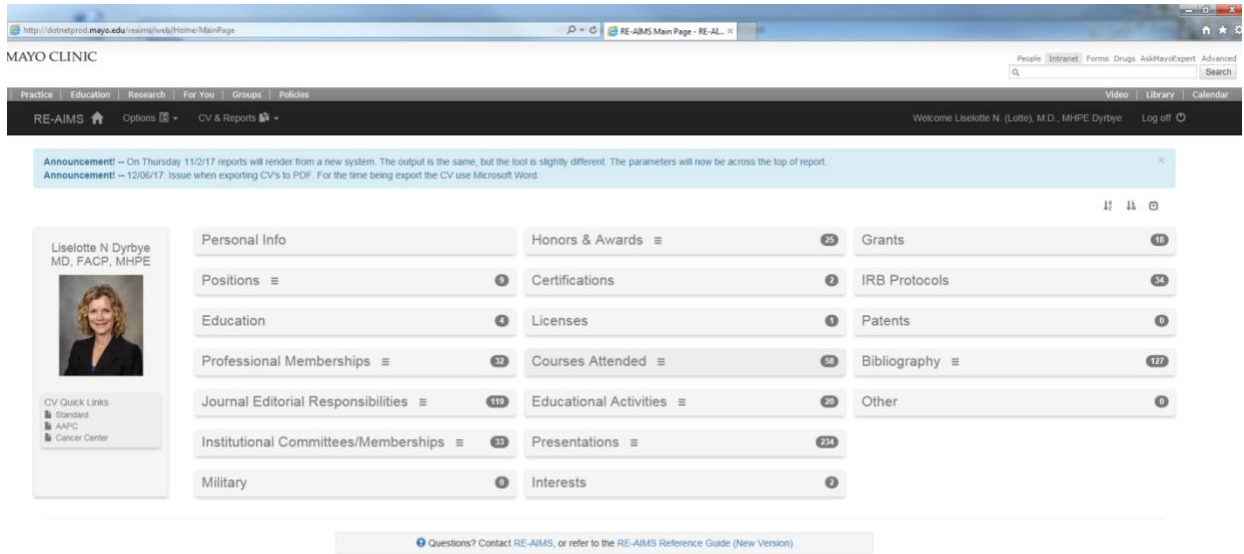 http://dotnetprod.mayo.edu/reaims/web/Home/MainPage
RE-AIMS Main Page - RE-AI... ×
MAYO CLINIC
People Intranet Forms Drugs AskMayoExpert Advanced
Search
Practice | Education | Research | For You | Groups | Policies
Video | Library | Calendar
RE-AIMS Options CV & Reports
Welcome Liselotte N. (Lotte), M.D., MHPE Dyrbye Log off
Announcement! -- On Thursday 11/2/17 reports will render from a new system. The output is the same, but the tool is slightly different. The parameters will now be across the top of report.
Announcement! -- 12/06/17: Issue when exporting CV's to PDF. For the time being export the CV use Microsoft Word.
Liselotte N Dyrbye
MD, FACP, MHPE
CV Quick Links
Standard
AAPC
Cancer Center
Personal Info
Positions 9
Education 4
Professional Memberships 32
Journal Editorial Responsibilities 119
Institutional Committees/Memberships 33
Military 0
Honors & Awards 25
Certifications 2
Licenses 1
Courses Attended 58
Educational Activities 20
Presentations 234
Interests 2
Grants 18
IRB Protocols 34
Patents 0
Bibliography 127
Other 0
Questions? Contact RE-AIMS, or refer to the RE-AIMS Reference Guide (New Version)